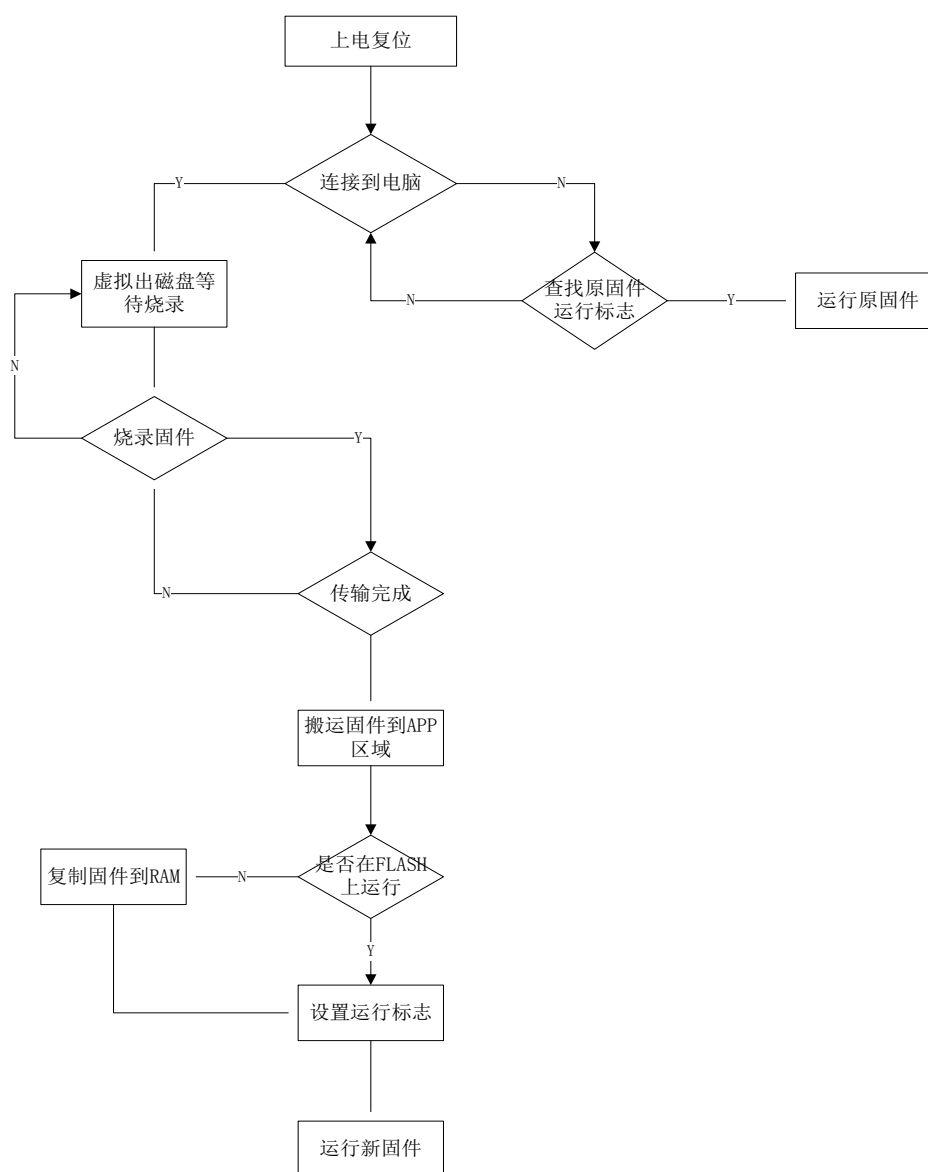 上电复位
连接到电脑
Y
N
虚拟出磁盘等
待烧录
查找原固件
运行标志
N
Y
运行原固件
N
烧录固件
Y
传输完成
N
搬运固件到APP
区域
是否在FLASH
上运行
N
复制固件到RAM
Y
设置运行标志
运行新固件